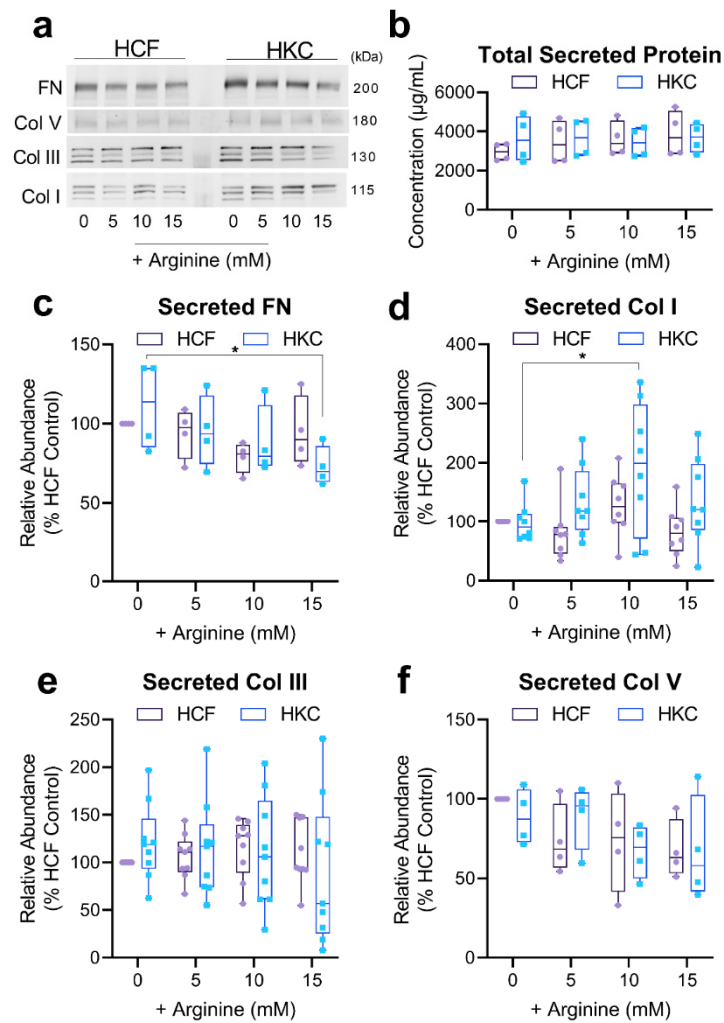 a
HCF HKC (kDa)
FN 200
Col V 180
Col III 130
Col I 115
0 5 10 15 0 5 10 15
+ Arginine (mM)
b
Total Secreted Protein
HCF HKC
Concentration (µg/mL)
6000
4000
2000
0
0 5 10 15
+ Arginine (mM)
c
Secreted FN
HCF HKC
*
Relative Abundance
(% HCF Control)
150
100
50
0
0 5 10 15
+ Arginine (mM)
d
Secreted Col I
HCF HKC
*
Relative Abundance
(% HCF Control)
400
300
200
100
0
0 5 10 15
+ Arginine (mM)
e
Secreted Col III
HCF HKC
Relative Abundance
(% HCF Control)
250
200
150
100
50
0
0 5 10 15
+ Arginine (mM)
f
Secreted Col V
HCF HKC
Relative Abundance
(% HCF Control)
150
100
50
0
0 5 10 15
+ Arginine (mM)